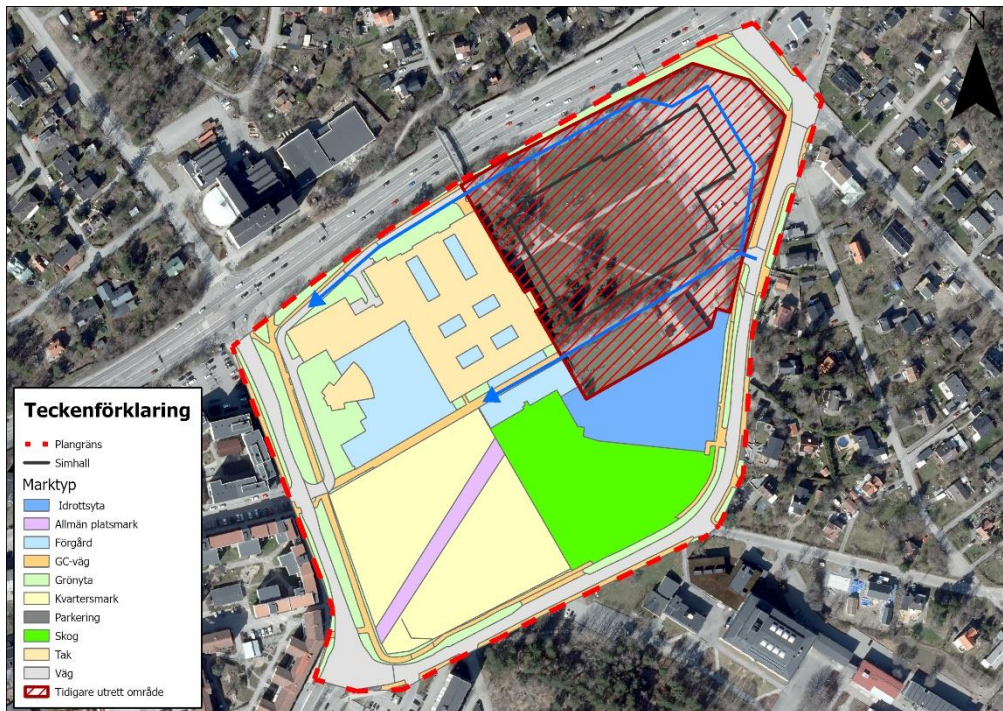 N
Teckenförklaring
Plangräns
Simhall
Marktyp
Idrottsyta
Allmän platsmark
Förgård
GC-väg
Grönyta
Kvartersmark
Parkering
Skog
Tak
Väg
Tidigare utrett område